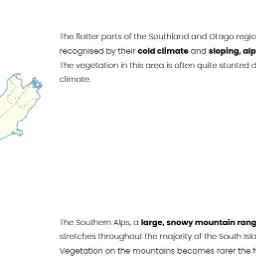 The flatter parts of the Southland and Otago regio
recognised by their cold climate and sloping, alp
The vegetation in this area is often quite stunted d
climate.
The Southern Alps, a large, snowy mountain rang
stretches throughout the majority of the South Isla
Vegetation on the mountains becomes rarer the fu